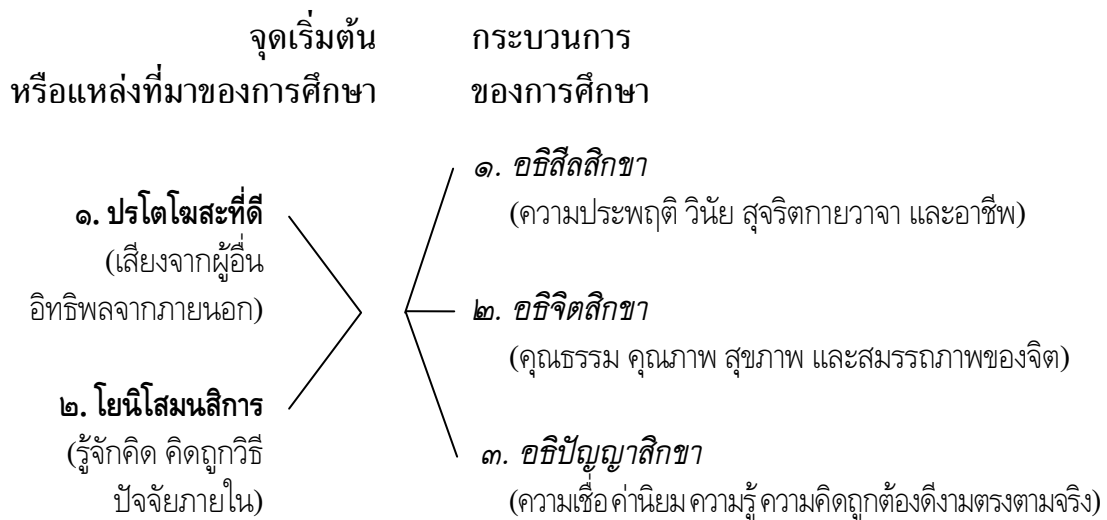 จุดเริ่มต้น
หรือแหล่งที่มาของการศึกษา
กระบวนการ
ของการศึกษา
๑. ปรโตโฆสะที่ดี
(เสียงจากผู้อื่น
อิทธิพลจากภายนอก)
๒. โยนิโสมนสิการ
(รู้จักคิด คิดถูกวิธี
ปัจจัยภายใน)
๑. อธิสีลสิกขา
(ความประพฤติ วินัย สุจริตกายวาจา และอาชีพ)
๒. อธิจิตสิกขา
(คุณธรรม คุณภาพ สุขภาพ และสมรรถภาพของจิต)
๓. อธิปัญญาสิกขา
(ความเชื่อ ค่านิยม ความรู้ ความคิดถูกต้องดีงามตรงตามจริง)